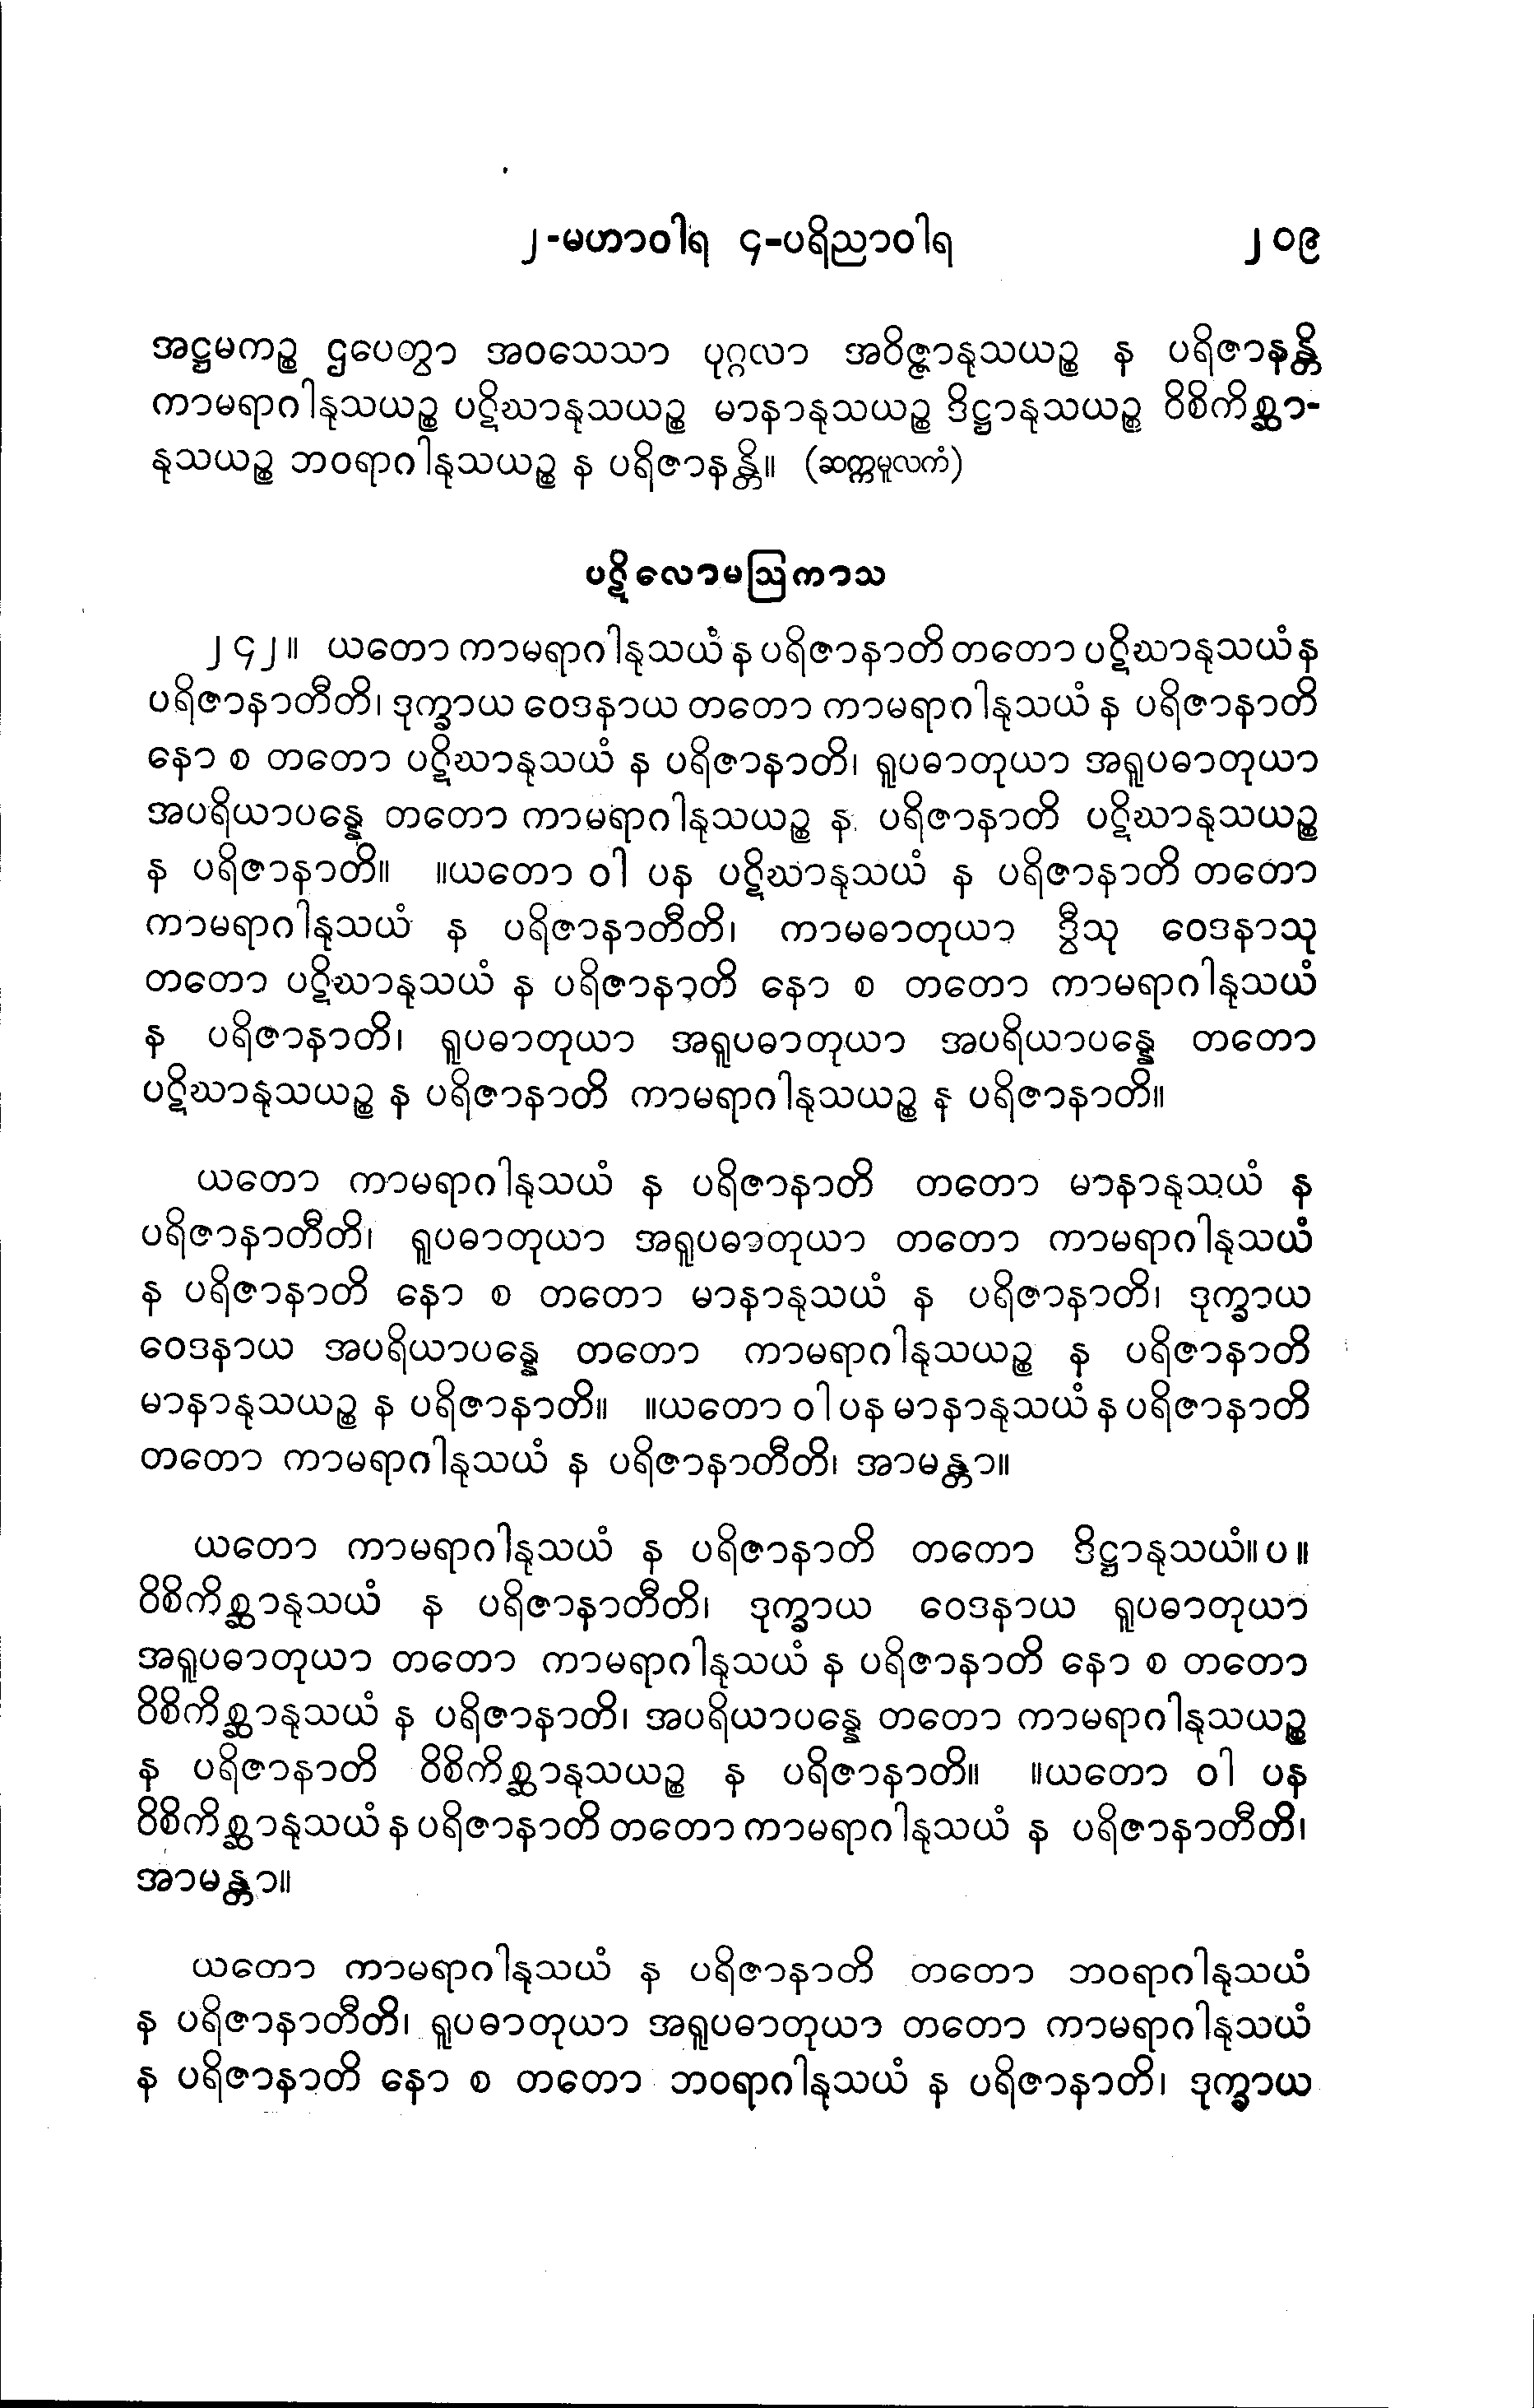 ၂-မဟာဝါရ ၄-ပရိညာဝါရ ၂၀၉
အဋ္ဌမကဉ္စ ဌပေတွာ အဝသေသာ ပုဂ္ဂလာ အဝိဇ္ဇာနုသယဉ္စ န ပရိဇာနန္တိ
ကာမရာဂါနုသယဉ္စ ပဋိဃာနုသယဉ္စ မာနာနုသယဉ္စ ဒိဋ္ဌာနုသယဉ္စ ဝိစိကိစ္ဆာ-
နုသယဉ္စ ဘဝရာဂါနုသယဉ္စ န ပရိဇာနန္တိ။ (ဆက္ကမူလကံ)
ပဋိလောမဩကာသ
၂၄၂။ ယတော ကာမရာဂါနုသယံ န ပရိဇာနာတိ တတော ပဋိဃာနုသယံ န
ပရိဇာနာတီတိ၊ ဒုက္ခာယ ဝေဒနာယ တတော ကာမရာဂါနုသယံ န ပရိဇာနာတိ
နော စ တတော ပဋိဃာနုသယံ န ပရိဇာနာတိ၊ ရူပဓာတုယာ အရူပဓာတုယာ
အပရိယာပန္နေ တတော ကာမရာဂါနုသယဉ္စ န ပရိဇာနာတိ ပဋိဃာနုသယဉ္စ
န ပရိဇာနာတိ။ ။ယတော ဝါ ပန ပဋိဃာနုသယံ န ပရိဇာနာတိ တတော
ကာမရာဂါနုသယံ န ပရိဇာနာတီတိ၊ ကာမဓာတုယာ ဒွီသု ဝေဒနာသု
တတော ပဋိဃာနုသယံ န ပရိဇာနာတိ နော စ တတော ကာမရာဂါနုသယံ
န ပရိဇာနာတိ၊ ရူပဓာတုယာ အရူပဓာတုယာ အပရိယာပန္နေ တတော
ပဋိဃာနုသယဉ္စ န ပရိဇာနာတိ ကာမရာဂါနုသယဉ္စ န ပရိဇာနာတိ။
ယတော ကာမရာဂါနုသယံ န ပရိဇာနာတိ တတော မာနာနုသယံ န
ပရိဇာနာတီတိ၊ ရူပဓာတုယာ အရူပဓာတုယာ တတော ကာမရာဂါနုသယံ
န ပရိဇာနာတိ နော စ တတော မာနာနုသယံ န ပရိဇာနာတိ၊ ဒုက္ခာယ
ဝေဒနာယ အပရိယာပန္နေ တတော ကာမရာဂါနုသယဉ္စ န ပရိဇာနာတိ
မာနာနုသယဉ္စ န ပရိဇာနာတိ။ ။ယတော ဝါ ပန မာနာနုသယံ န ပရိဇာနာတိ
တတော ကာမရာဂါနုသယံ န ပရိဇာနာတီတိ၊ အာမန္တာ။
ယတော ကာမရာဂါနုသယံ န ပရိဇာနာတိ တတော ဒိဋ္ဌာနုသယံ။ပ။
ဝိစိကိစ္ဆာနုသယံ န ပရိဇာနာတီတိ၊ ဒုက္ခာယ ဝေဒနာယ ရူပဓာတုယာ
အရူပဓာတုယာ တတော ကာမရာဂါနုသယံ န ပရိဇာနာတိ နော စ တတော
ဝိစိကိစ္ဆာနုသယံ န ပရိဇာနာတိ၊ အပရိယာပန္နေ တတော ကာမရာဂါနုသယဉ္စ
န ပရိဇာနာတိ ဝိစိကိစ္ဆာနုသယဉ္စ န ပရိဇာနာတိ။ ။ယတော ဝါ ပန
ဝိစိကိစ္ဆာနုသယံ န ပရိဇာနာတိ တတော ကာမရာဂါနုသယံ န ပရိဇာနာတီတိ၊
အာမန္တာ။
ယတော ကာမရာဂါနုသယံ န ပရိဇာနာတိ တတော ဘဝရာဂါနုသယံ
န ပရိဇာနာတီတိ၊ ရူပဓာတုယာ အရူပဓာတုယာ တတော ကာမရာဂါနုသယံ
န ပရိဇာနာတိ နော စ တတော ဘဝရာဂါနုသယံ န ပရိဇာနာတိ၊ ဒုက္ခာယ